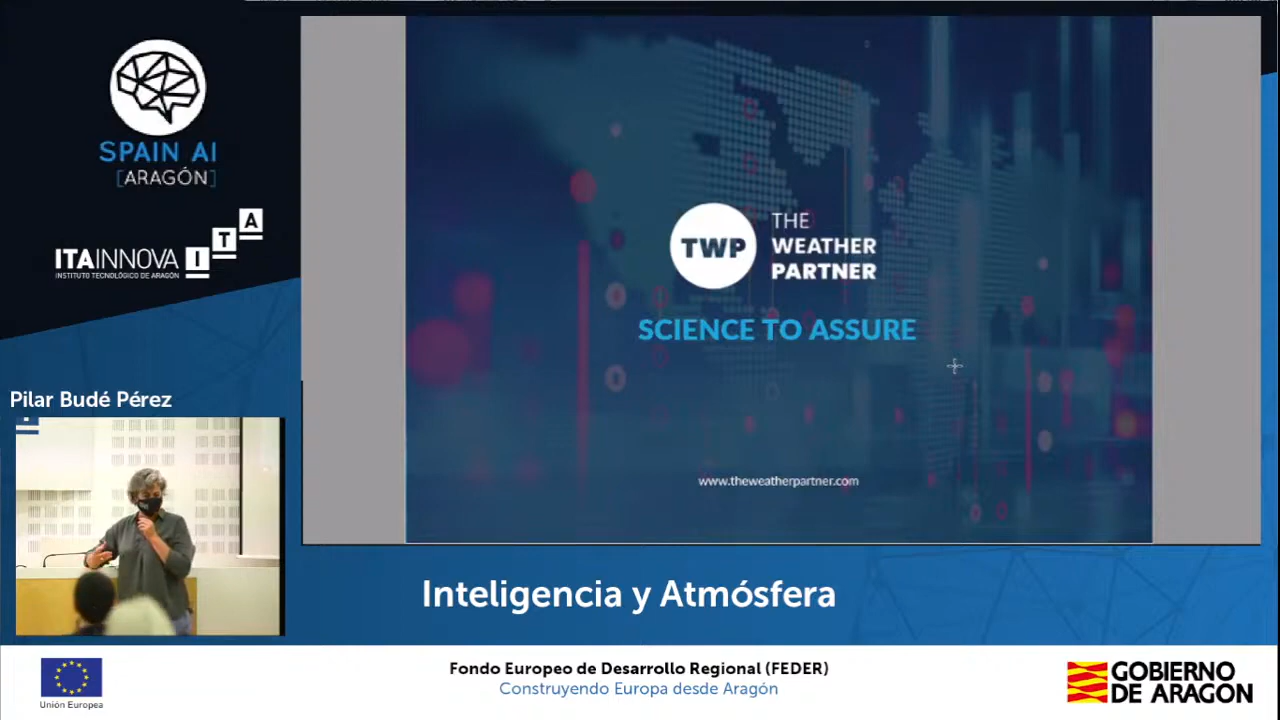 SPAIN AI
[ARAGÓN]
ITAINNOVA
INSTITUTO TECNOLÓGICO DE ARAGÓN
I
T
A
TWP
THE
WEATHER
PARTNER
SCIENCE TO ASSURE
www.theweatherpartner.com
Pilar Budé Pérez
Inteligencia y Atmósfera
Unión Europea
Fondo Europeo de Desarrollo Regional (FEDER)
Construyendo Europa desde Aragón
GOBIERNO
DE ARAGON